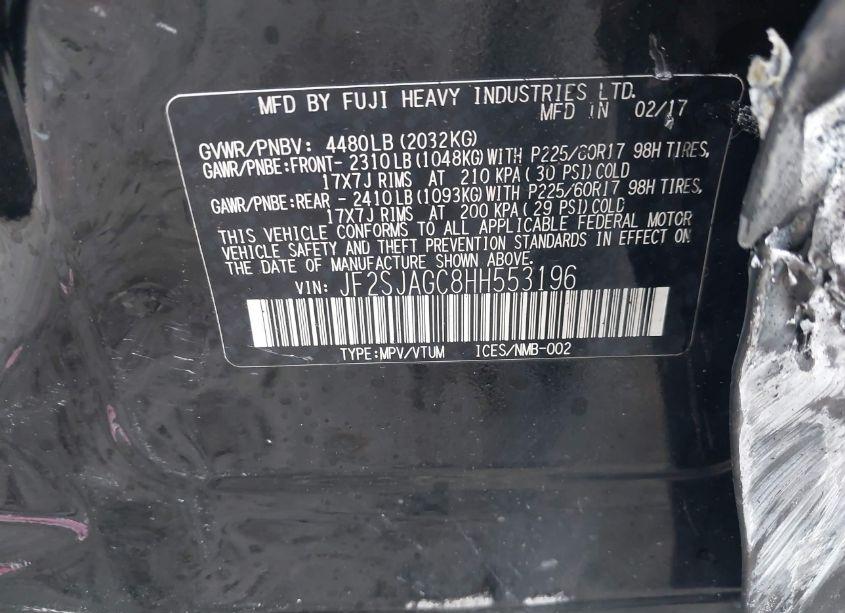 MFD BY FUJI HEAVY INDUSTRIES LTD.
MFD IN 02/17
GVWR/PNBV: 4480LB (2032KG)
GAWR/PNBE:FRONT- 2310LB (1048KG) WITH P225/60R17 98H TIRES,
17X7J RIMS AT 210 KPA (30 PSI) COLD
GAWR/PNBE:REAR - 2410LB (1093KG) WITH P225/60R17 98H TIRES,
17X7J RIMS AT 200 KPA (29 PSI) COLD
THIS VEHICLE CONFORMS TO ALL APPLICABLE FEDERAL MOTOR
VEHICLE SAFETY AND THEFT PREVENTION STANDARDS IN EFFECT ON
THE DATE OF MANUFACTURE SHOWN ABOVE.
VIN: JF2SJAGC8HH553196
TYPE:MPV/VTUM ICES/NMB-002